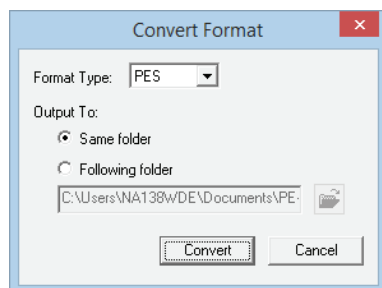 Convert Format
Format Type: PES
Output To:
Same folder
Following folder
C:\Users\NA138WDE\Documents\PE-
Convert Cancel